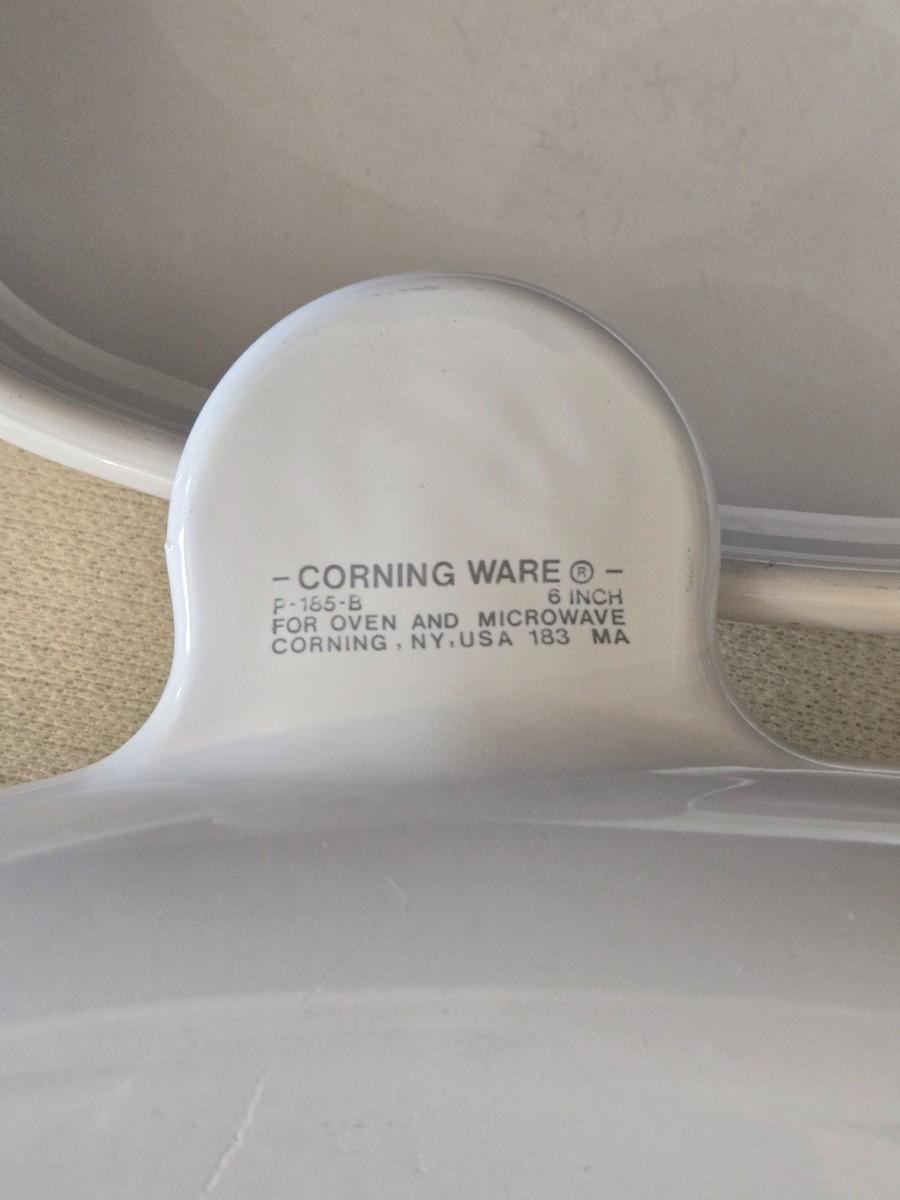 - CORNING WARE ® -
P-185-B 6 INCH
FOR OVEN AND MICROWAVE
CORNING, NY, USA 183 MA